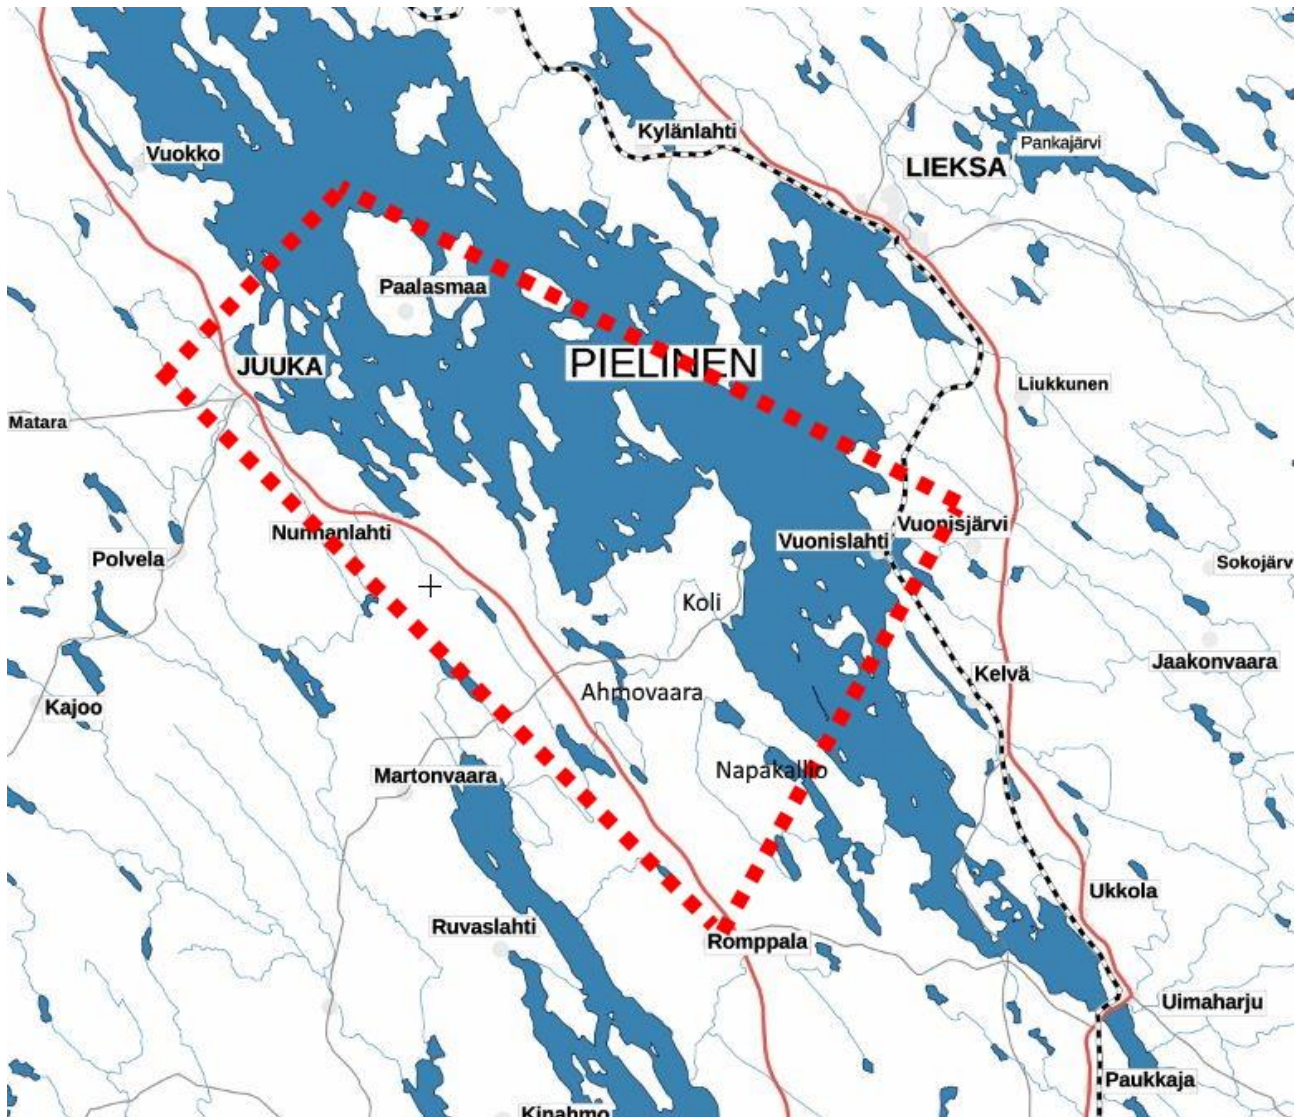 Kylänlahti
Pankajärvi
Vuokko
LIEKSA
Paalasmaa
PIELINEN
JUUKA
Liukkunen
Matara
Vuonisjärvi
Nunnanlahti
Vuonislahti
Polvela
Sokojärv
Koli
Jaakonvaara
Kelvä
Ahmovaara
Kajoo
Napakallio
Martonvaara
Ukkola
Ruvaslahti
Romppala
Uimaharju
Paukkaja
Kinahmo